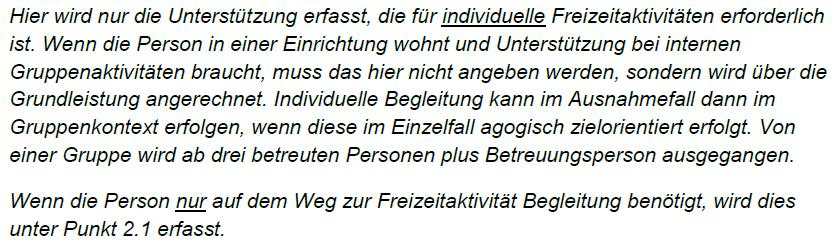 Hier wird nur die Unterstützung erfasst, die für individuelle Freizeitaktivitäten erforderlich
ist. Wenn die Person in einer Einrichtung wohnt und Unterstützung bei internen
Gruppenaktivitäten braucht, muss das hier nicht angeben werden, sondern wird über die
Grundleistung angerechnet. Individuelle Begleitung kann im Ausnahmefall dann im
Gruppenkontext erfolgen, wenn diese im Einzelfall agogisch zielorientiert erfolgt. Von
einer Gruppe wird ab drei betreuten Personen plus Betreuungsperson ausgegangen.
Wenn die Person nur auf dem Weg zur Freizeitaktivität Begleitung benötigt, wird dies
unter Punkt 2.1 erfasst.